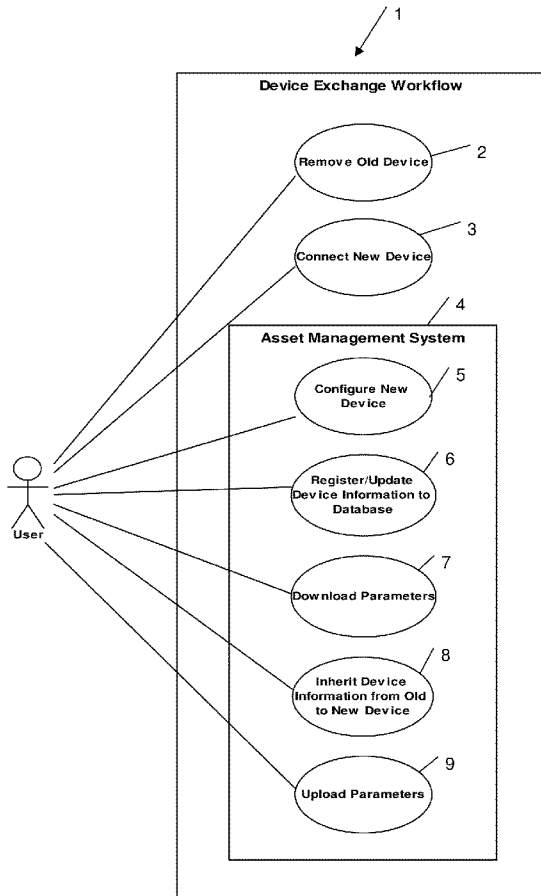 1
Device Exchange Workflow
Remove Old Device
2
Connect New Device
3
4
Asset Management System
Configure New
Device
5
Register/Update
Device Information to
Database
6
Download Parameters
7
Inherit Device
Information from Old
to New Device
8
Upload Parameters
9
User